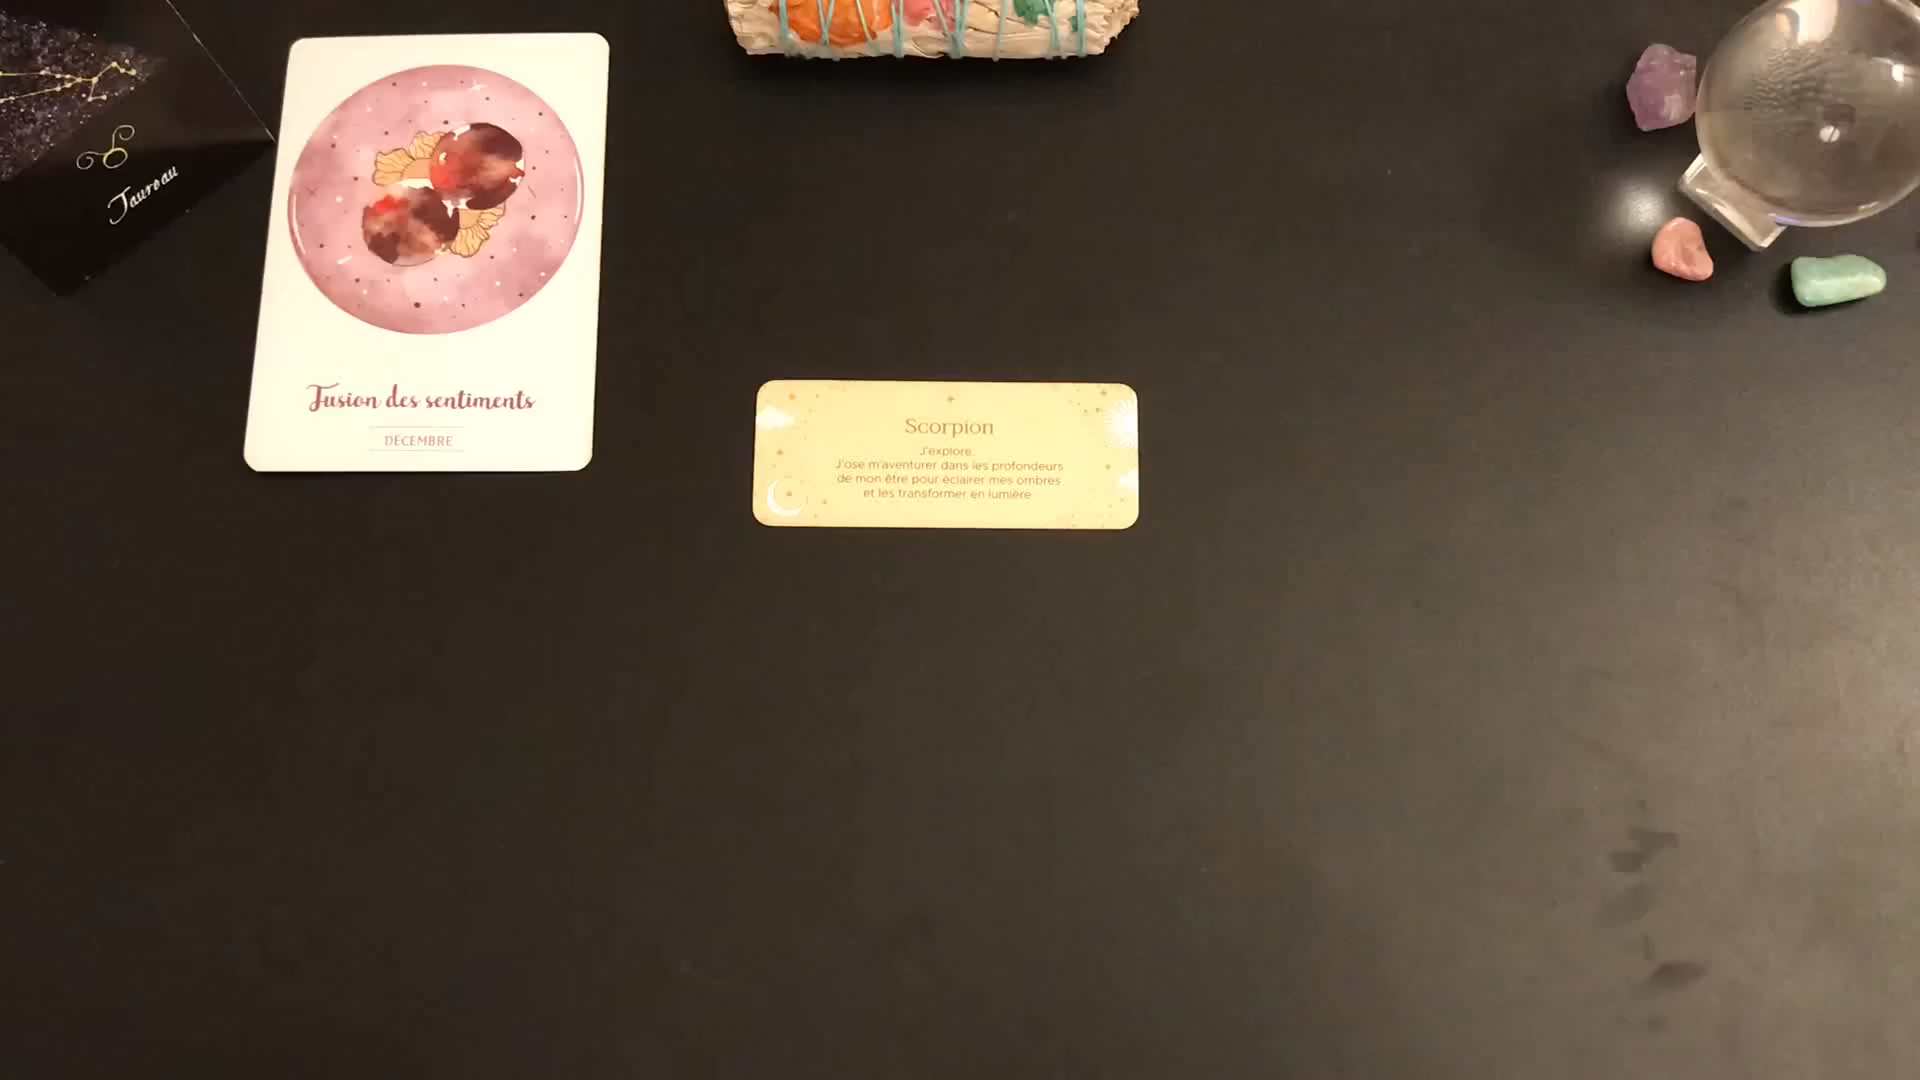 Taureau
Fusion des sentiments
DÉCEMBRE
Scorpion
J'explore
J'ose m'aventurer dans les profondeurs
de mon être pour éclairer mes ombres
et les transformer en lumière